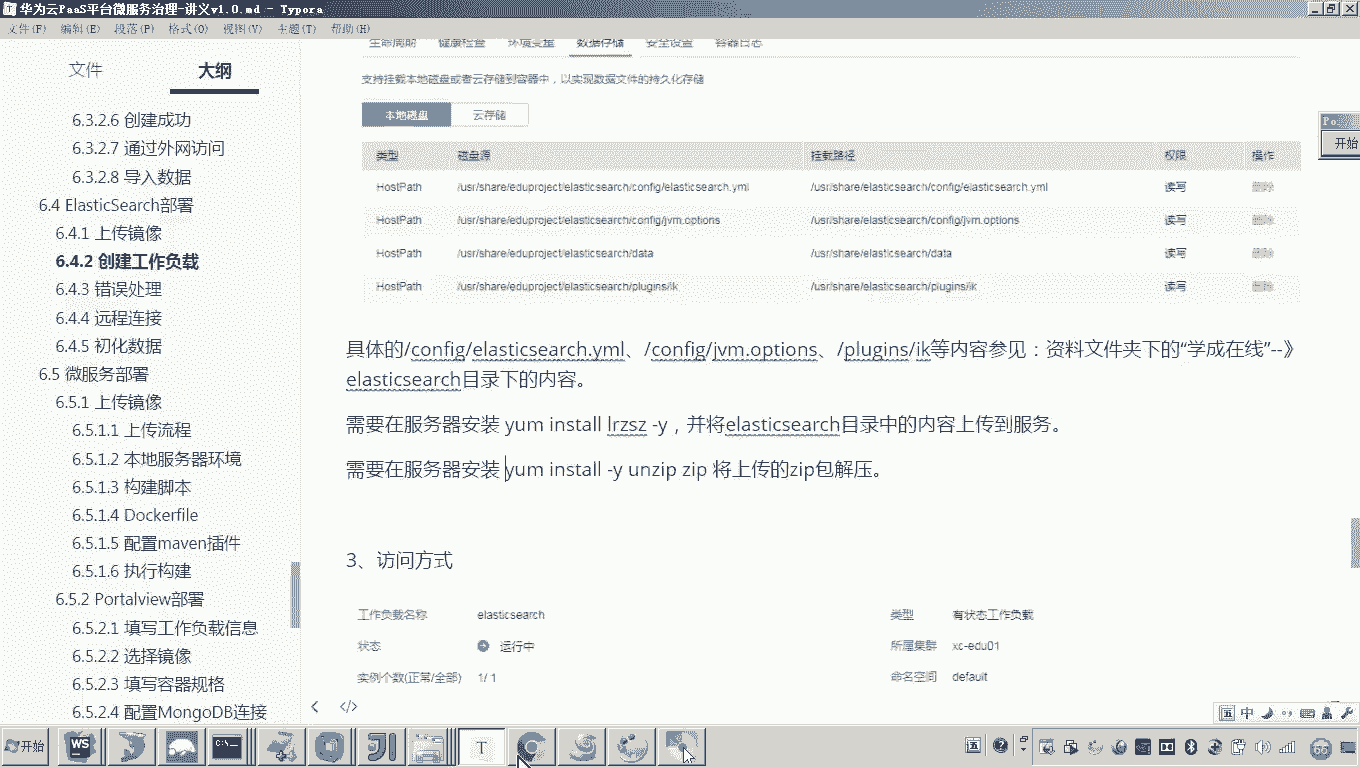 华为云PaaS平台微服务治理-讲义v1.0.md - Typora
文件(F) 编辑(E) 段落(P) 格式(O) 视图(V) 主题(T) 帮助(H)
文件 大纲
6.3.2.6 创建成功
6.3.2.7 通过外网访问
6.3.2.8 导入数据
6.4 ElasticSearch部署
6.4.1 上传镜像
6.4.2 创建工作负载
6.4.3 错误处理
6.4.4 远程连接
6.4.5 初化数据
6.5 微服务部署
6.5.1 上传镜像
6.5.1.1 上传流程
6.5.1.2 本地服务器环境
6.5.1.3 构建脚本
6.5.1.4 Dockerfile
6.5.1.5 配置maven插件
6.5.1.6 执行构建
6.5.2 Portalview部署
6.5.2.1 填写工作负载信息
6.5.2.2 选择镜像
6.5.2.3 填写容器规格
6.5.2.4 配置MongoDB连接
生命周期 健康检查 环境变量 数据存储 安全设置 容器日志
支持挂载本地磁盘或者云存储到容器中，以实现数据文件的持久化存储
本地磁盘 云存储
类型 磁盘源 挂载路径 权限 操作
HostPath /usr/share/eduproject/elasticsearch/config/elasticsearch.yml /usr/share/elasticsearch/config/elasticsearch.yml 读写 删除
HostPath /usr/share/eduproject/elasticsearch/config/jvm.options /usr/share/elasticsearch/config/jvm.options 读写 删除
HostPath /usr/share/eduproject/elasticsearch/data /usr/share/elasticsearch/data 读写 删除
HostPath /usr/share/eduproject/elasticsearch/plugins/ik /usr/share/elasticsearch/plugins/ik 读写 删除
具体的/config/elasticsearch.yml、/config/jvm.options、/plugins/ik等内容参见：资料文件夹下的“学成在线”--》
elasticsearch目录下的内容。
需要在服务器安装 yum install lrzsz -y，并将elasticsearch目录中的内容上传到服务。
需要在服务器安装 yum install -y unzip zip 将上传的zip包解压。
3、访问方式
工作负载名称 elasticsearch 类型 有状态工作负载
状态 运行中 所属集群 xc-edu01
实例个数(正常/全部) 1/ 1 命名空间 default
开始
开始